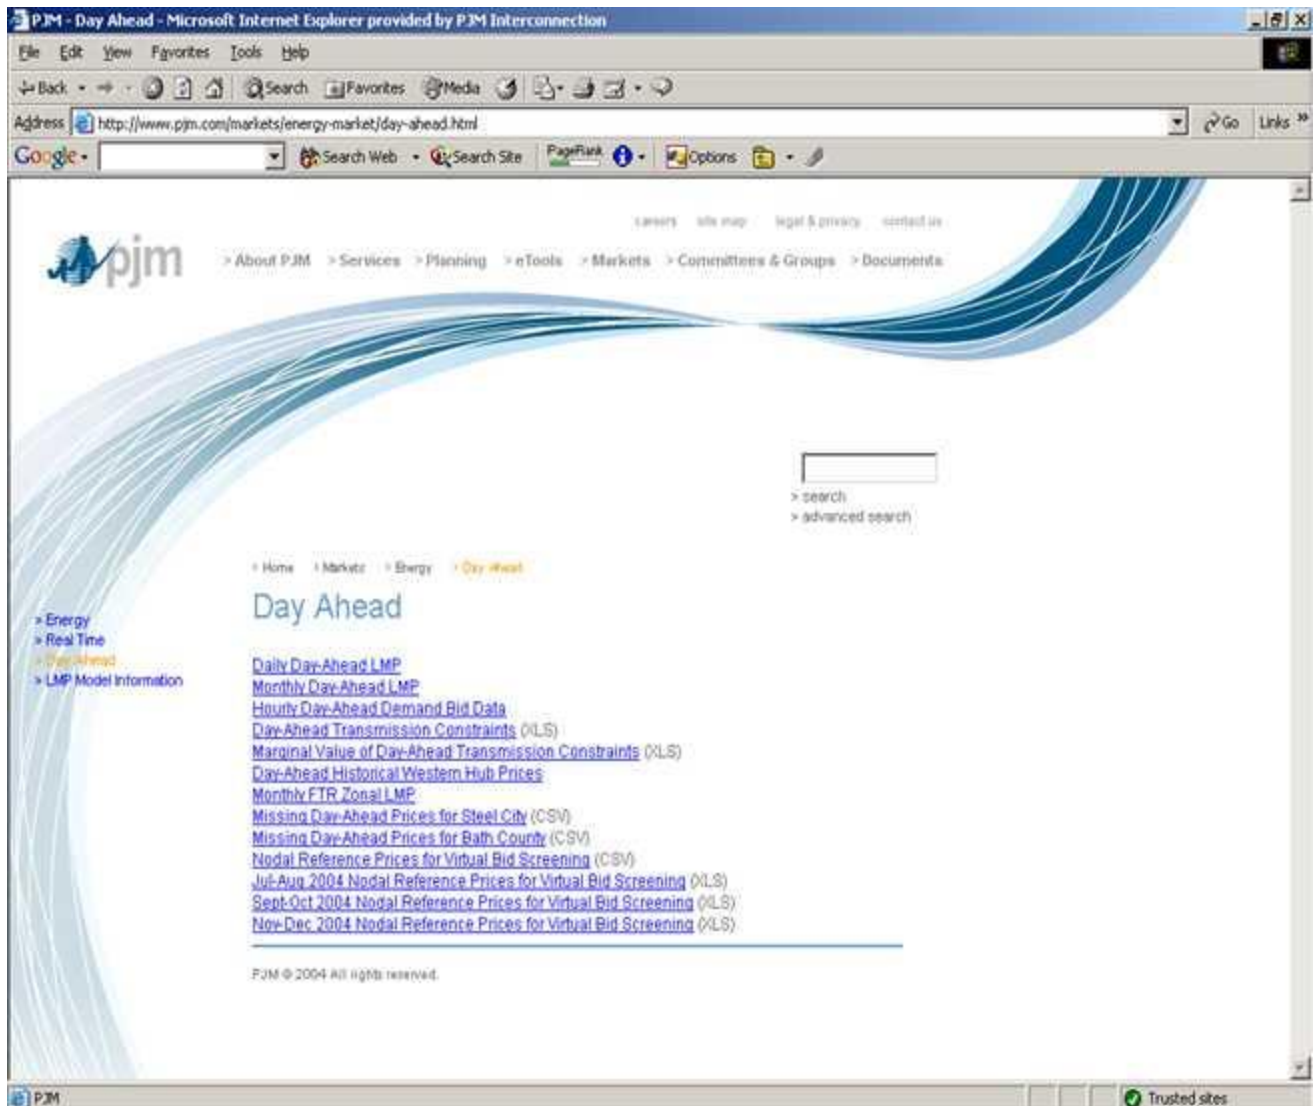 PJM - Day Ahead - Microsoft Internet Explorer provided by PJM Interconnection
File Edit View Favorites Tools Help
Back Search Favorites Media
Address http://www.pjm.com/markets/energy-market/day-ahead.html Go Links »
Google Search Web Search Site PageRank Options
careers site map legal & privacy contact us
pjm
> About PJM > Services > Planning > eTools > Markets > Committees & Groups > Documents
> search
> advanced search
> Home > Markets > Energy > Day Ahead
Day Ahead
> Energy
> Real Time
> Day Ahead
> LMP Model Information
Daily Day-Ahead LMP
Monthly Day-Ahead LMP
Hourly Day-Ahead Demand Bid Data
Day-Ahead Transmission Constraints (XLS)
Marginal Value of Day-Ahead Transmission Constraints (XLS)
Day-Ahead Historical Western Hub Prices
Monthly FTR Zonal LMP
Missing Day-Ahead Prices for Steel City (CSV)
Missing Day-Ahead Prices for Bath County (CSV)
Nodal Reference Prices for Virtual Bid Screening (CSV)
Jul-Aug 2004 Nodal Reference Prices for Virtual Bid Screening (XLS)
Sept-Oct 2004 Nodal Reference Prices for Virtual Bid Screening (XLS)
Nov-Dec 2004 Nodal Reference Prices for Virtual Bid Screening (XLS)
PJM © 2004 All rights reserved.
PJM Trusted sites